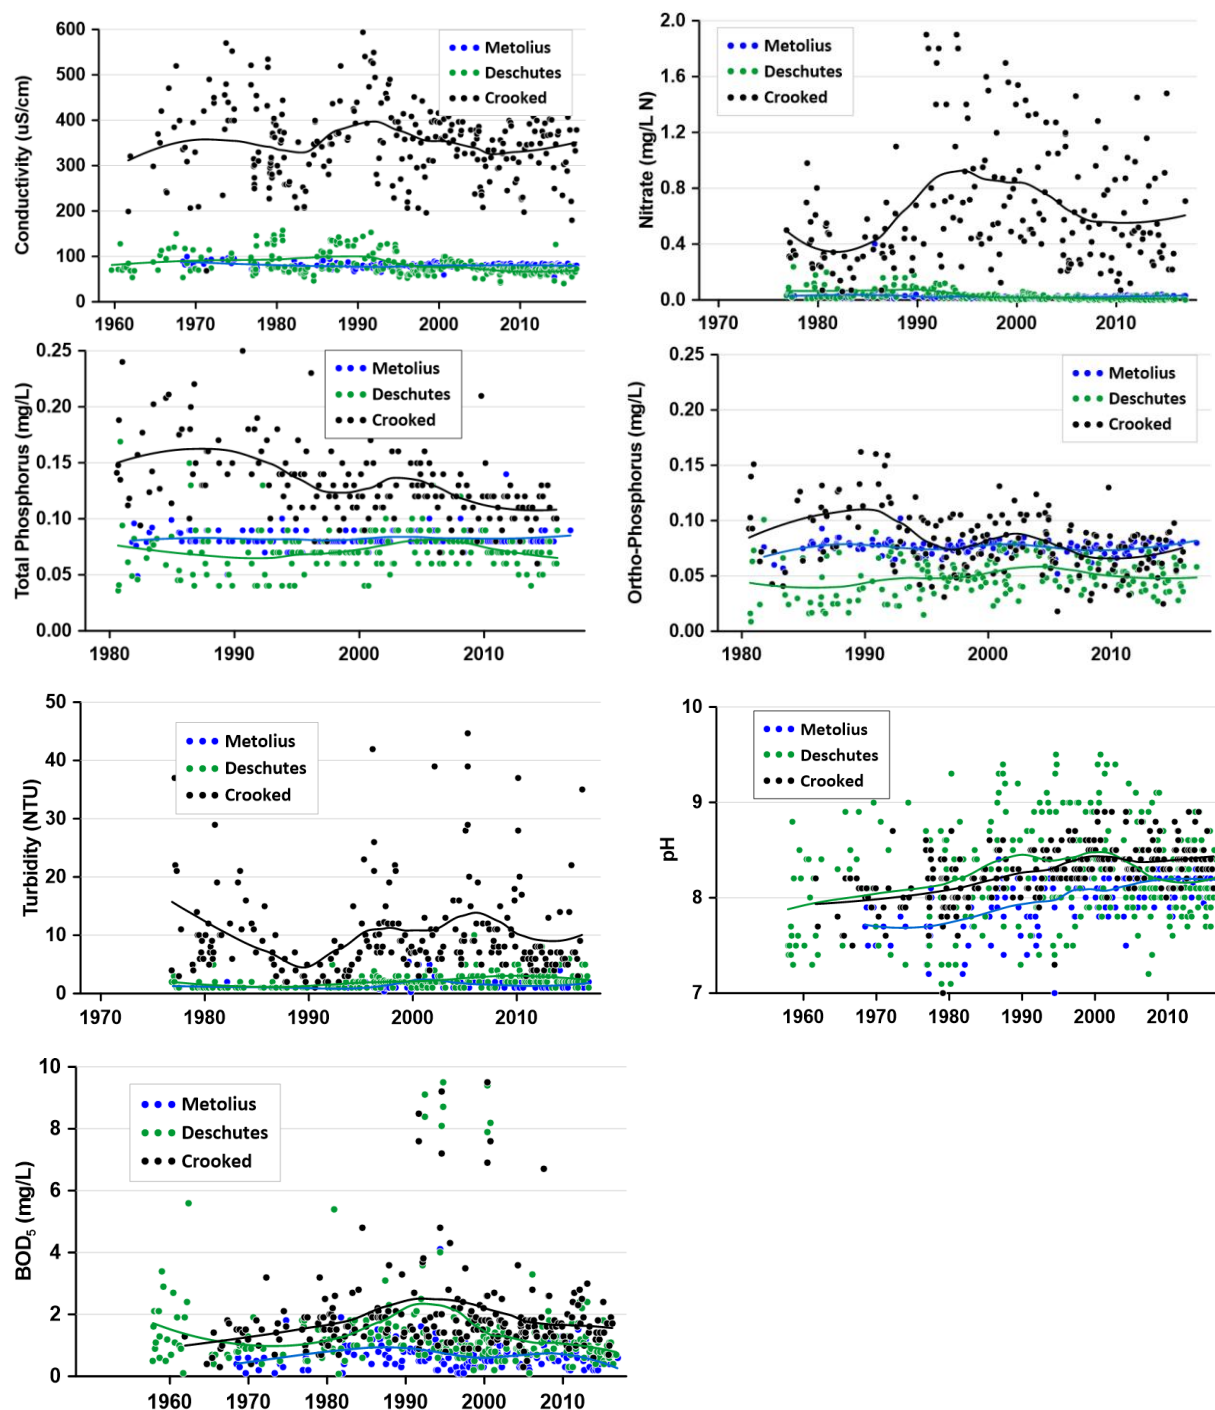 Conductivity (uS/cm)
600
500
400
300
200
100
0
1960
1970
1980
1990
2000
2010
Metolius
Deschutes
Crooked
Nitrate (mg/L N)
2.0
1.6
1.2
0.8
0.4
0.0
1970
1980
1990
2000
2010
Metolius
Deschutes
Crooked
Total Phosphorus (mg/L)
0.25
0.20
0.15
0.10
0.05
0.00
1980
1990
2000
2010
Metolius
Deschutes
Crooked
Ortho-Phosphorus (mg/L)
0.25
0.20
0.15
0.10
0.05
0.00
1980
1990
2000
2010
Metolius
Deschutes
Crooked
Turbidity (NTU)
50
40
30
20
10
0
1970
1980
1990
2000
2010
Metolius
Deschutes
Crooked
pH
10
9
8
7
1960
1970
1980
1990
2000
2010
Metolius
Deschutes
Crooked
BOD5 (mg/L)
10
8
6
4
2
0
1960
1970
1980
1990
2000
2010
Metolius
Deschutes
Crooked